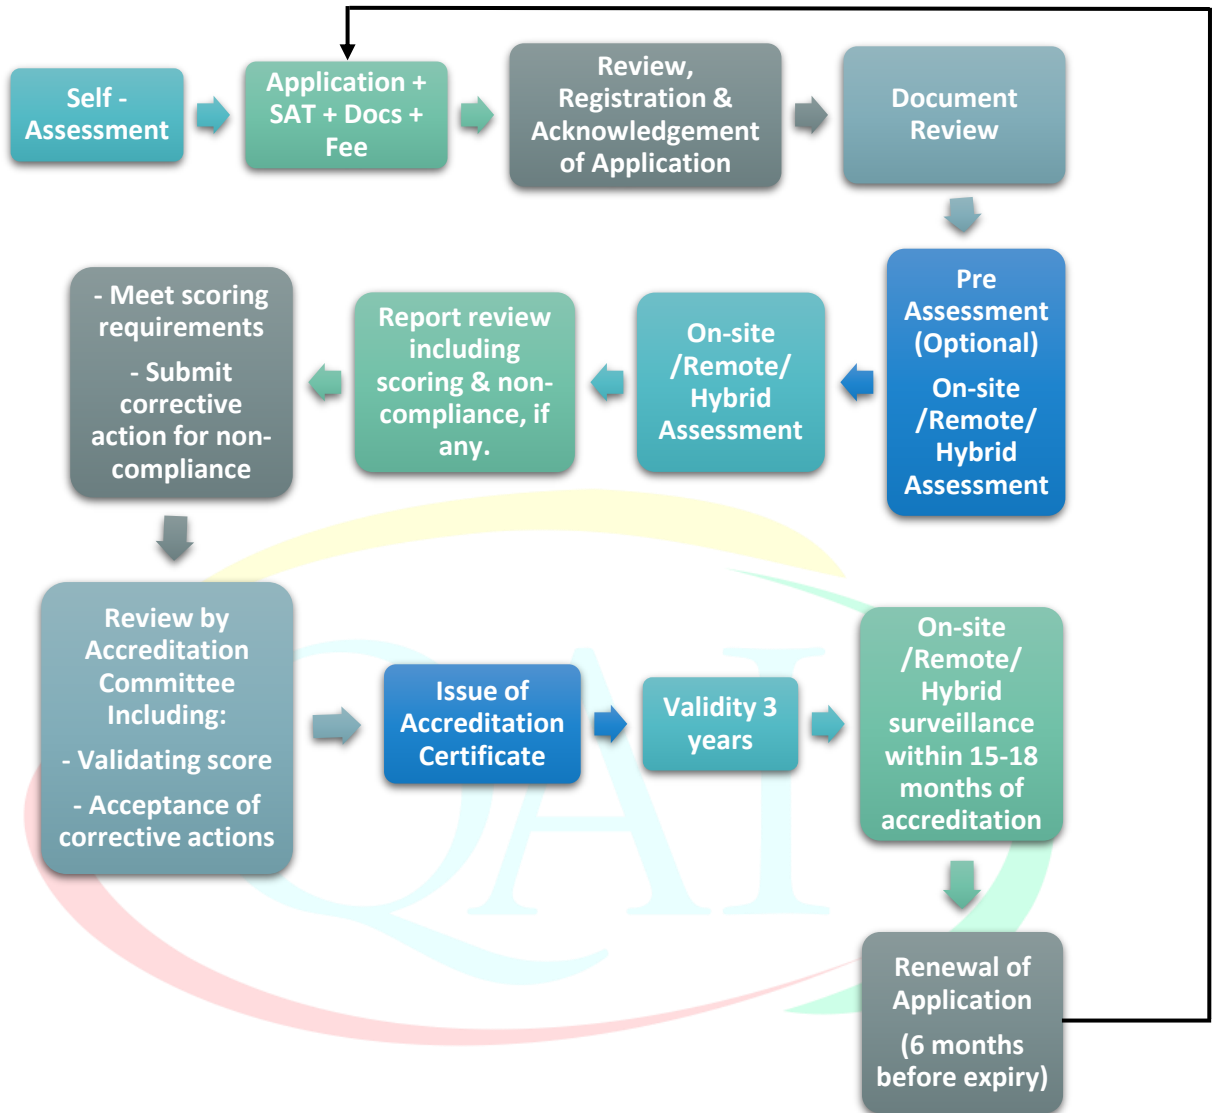 Self -
Assessment
Application +
SAT + Docs +
Fee
Review,
Registration &
Acknowledgement
of Application
Document
Review
Pre
Assessment
(Optional)
On-site
/Remote/
Hybrid
Assessment
On-site
/Remote/
Hybrid
Assessment
Report review
including
scoring & non-
compliance, if
any.
- Meet scoring
requirements
- Submit
corrective
action for non-
compliance
Review by
Accreditation
Committee
Including:
- Validating score
- Acceptance of
corrective actions
Issue of
Accreditation
Certificate
Validity 3
years
On-site
/Remote/
Hybrid
surveillance
within 15-18
months of
accreditation
Renewal of
Application
(6 months
before expiry)
QAI